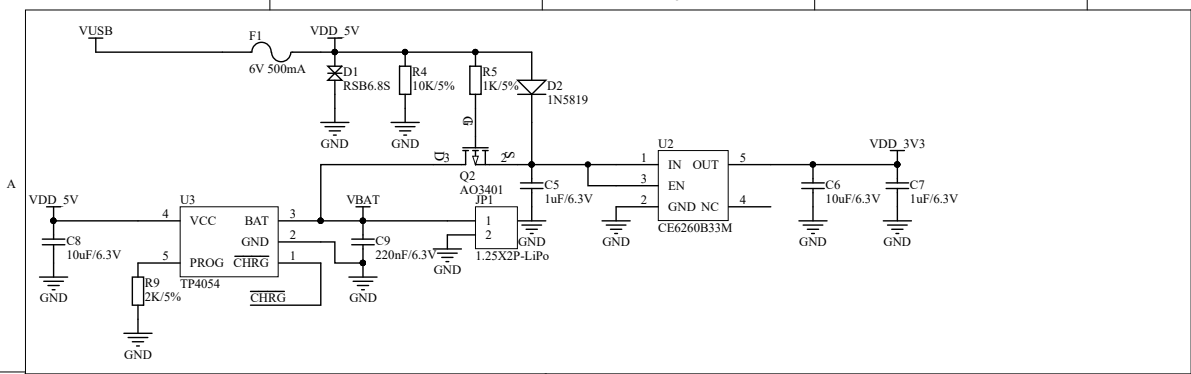 VUSB
F1
6V 500mA
VDD_5V
D1
RSB6.8S
GND
R4
10K/5%
GND
R5
1K/5%
D2
1N5819
G
D
S
3
2
Q2
AO3401
A
VDD_5V
C8
10uF/6.3V
GND
U3
4
VCC
BAT
3
GND
2
5
PROG
CHRG
1
TP4054
R9
2K/5%
GND
CHRG
VBAT
C9
220nF/6.3V
GND
JP1
1
2
1.25X2P-LiPo
GND
C5
1uF/6.3V
GND
U2
1
IN
OUT
5
3
EN
2
GND
NC
4
CE6260B33M
GND
VDD_3V3
C6
10uF/6.3V
GND
C7
1uF/6.3V
GND